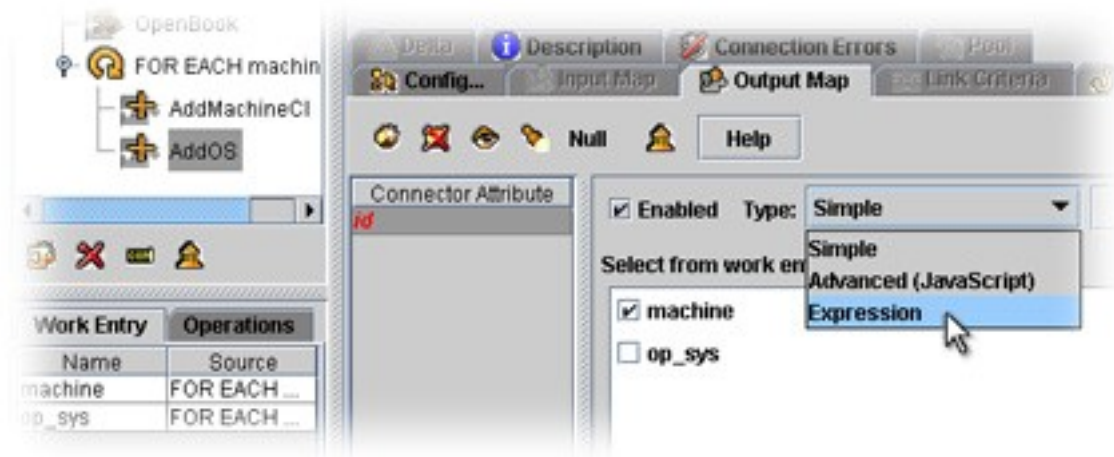 OpenBook
FOR EACH machin
AddMachineCI
AddOS
Work Entry Operations
Name Source
machine FOR EACH ...
op_sys FOR EACH ...
Delta Description Connection Errors Pool
Config... Input Map Output Map Link Criteria
Null Help
Connector Attribute
id
Enabled Type: Simple
Simple
Advanced (JavaScript)
Expression
Select from work en
machine
op_sys